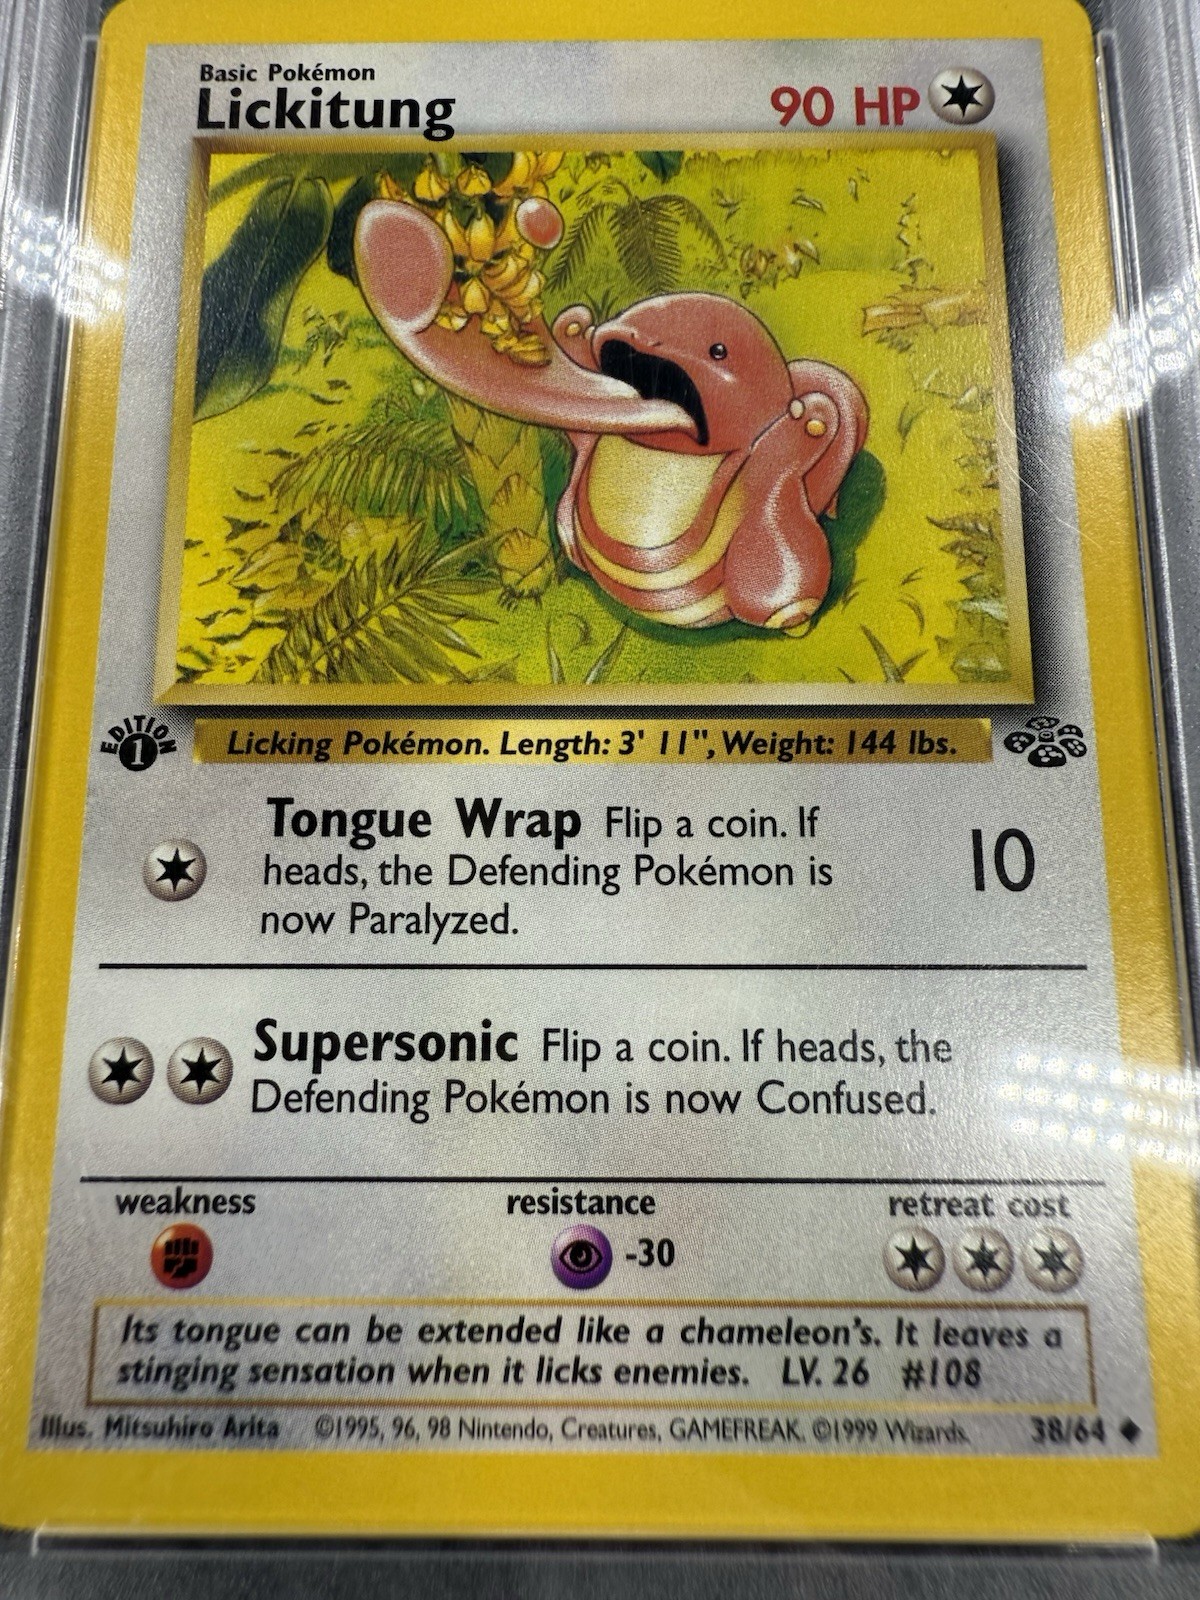 Basic Pokémon
Lickitung
90 HP
EDITION
1
Licking Pokémon. Length: 3' 11", Weight: 144 lbs.
Tongue Wrap Flip a coin. If
heads, the Defending Pokémon is
now Paralyzed.
10
Supersonic Flip a coin. If heads, the
Defending Pokémon is now Confused.
weakness
resistance
retreat cost
-30
Its tongue can be extended like a chameleon's. It leaves a
stinging sensation when it licks enemies. LV. 26 #108
Illus. Mitsuhiro Arita ©1995, 96, 98 Nintendo, Creatures, GAMEFREAK. ©1999 Wizards. 38/64